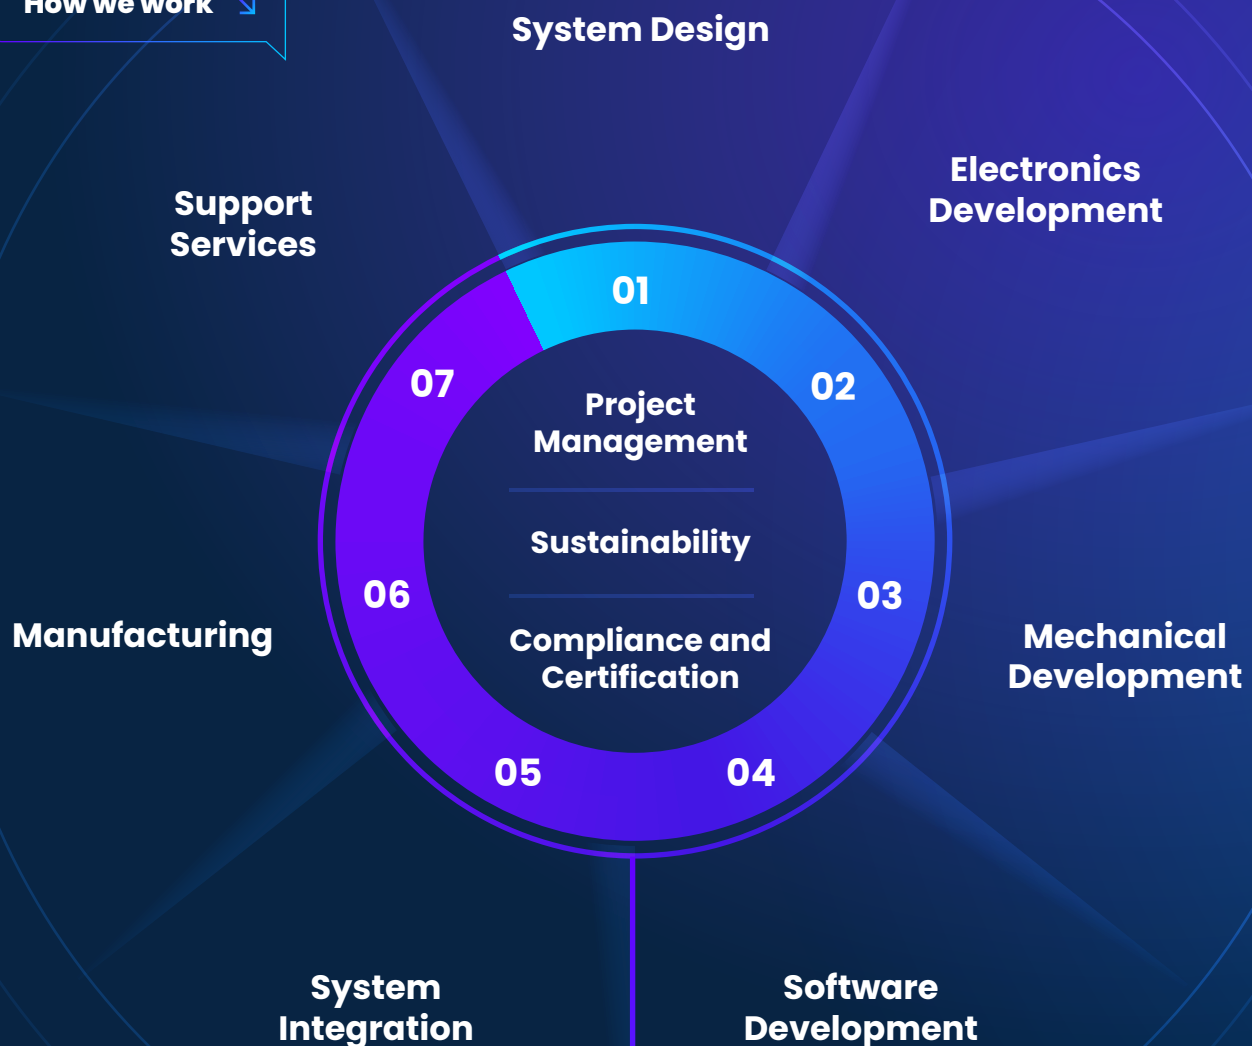 How we work
System Design
Electronics
Development
Support
Services
01
02
07
Project
Management
Sustainability
06
03
Manufacturing
Compliance and
Certification
Mechanical
Development
05
04
System
Integration
Software
Development